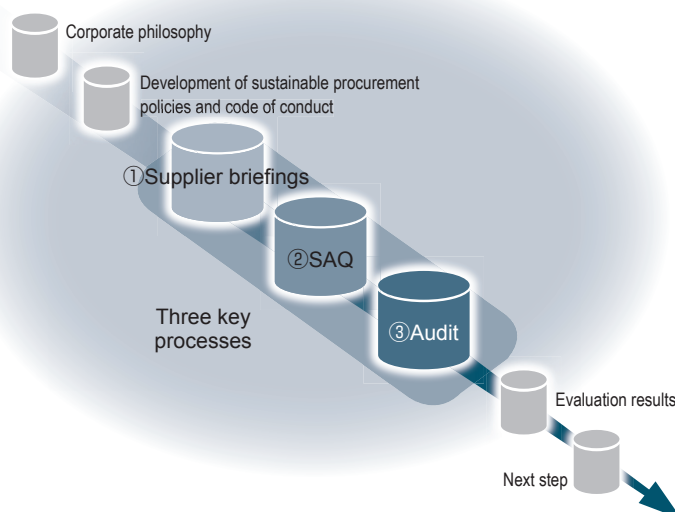 Corporate philosophy
Development of sustainable procurement
policies and code of conduct
①Supplier briefings
②SAQ
Three key
processes
③Audit
Evaluation results
Next step